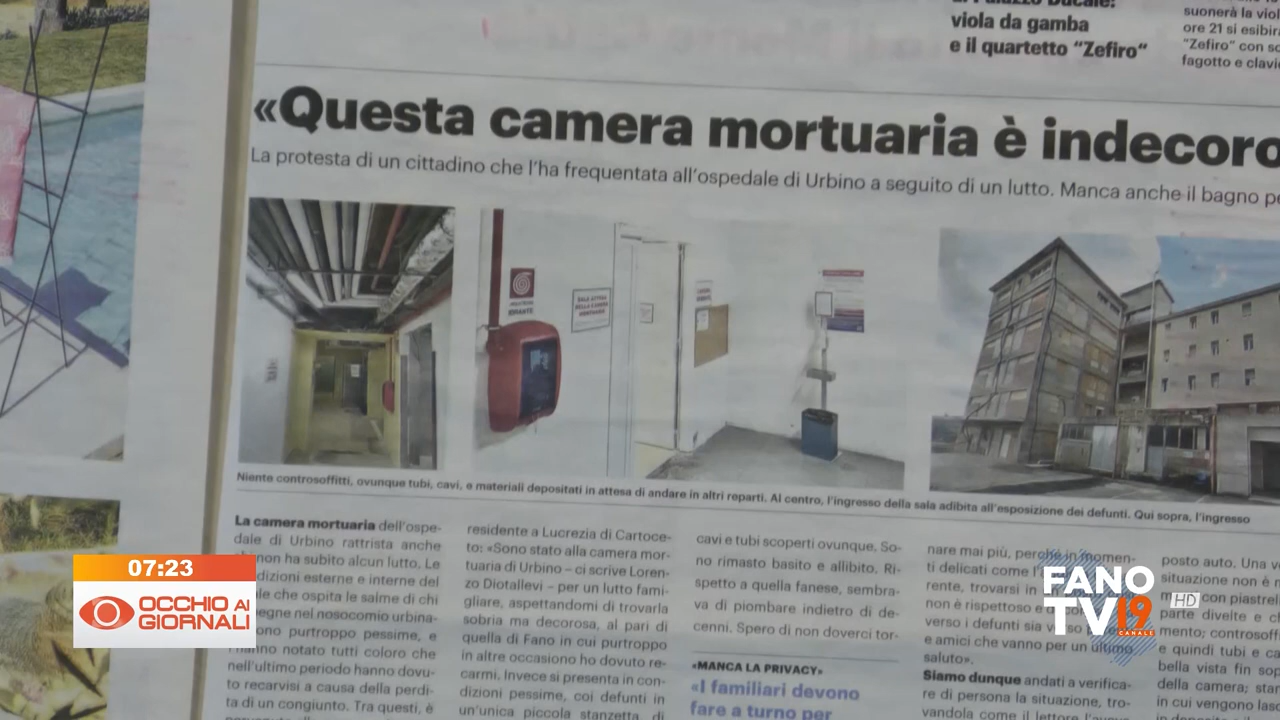 di Palazzo Ducale:
viola da gamba
e il quartetto “Zefiro“
suonerà la viol
ore 21 si esibir
“Zefiro” con so
fagotto e clavic
«Questa camera mortuaria è indecoro
La protesta di un cittadino che l’ha frequentata all’ospedale di Urbino a seguito di un lutto. Manca anche il bagno pe
IDRANTE
SALA ATTESA
DELLA CAMERA
MORTUARIA
Niente controsoffitti, ovunque tubi, cavi, e materiali depositati in attesa di andare in altri reparti. Al centro, l’ingresso della sala adibita all’esposizione dei defunti. Qui sopra, l’ingresso
La camera mortuaria dell’ospe-
dale di Urbino rattrista anche
non ha subito alcun lutto. Le
dizioni esterne e interne del
le che ospita le salme di chi
egne nel nosocomio urbina-
ono purtroppo pessime, e
hanno notato tutti coloro che
nell’ultimo periodo hanno dovu-
to recarvisi a causa della perdi-
ta di un congiunto. Tra questi, è
residente a Lucrezia di Cartoce-
to: «Sono stato alla camera mor-
tuaria di Urbino – ci scrive Loren-
zo Diotallevi – per un lutto fami-
gliare, aspettandomi di trovarla
sobria ma decorosa, al pari di
quella di Fano in cui purtroppo
in altre occasione ho dovuto re-
carmi. Invece si presenta in con-
dizioni pessime, coi defunti in
un’unica piccola stanzetta, di
cavi e tubi scoperti ovunque. So-
no rimasto basito e allibito. Ri-
spetto a quella fanese, sembra-
va di piombare indietro di de-
cenni. Spero di non doverci tor-
«MANCA LA PRIVACY»
«I familiari devono
fare a turno per
nare mai più, perché in momen-
ti delicati come l’
rente, trovarsi in
non è rispettoso e
verso i defunti sia verso
e amici che vanno per un ultimo
saluto».
Siamo dunque andati a verifica-
re di persona la situazione, tro-
vandola come il lettore l’aveva
posto auto. Una v
situazione non è m
con piastrel
parte divelte e c
mento; controsoff
e quindi tubi e ca
bella vista fin sop
della camera; star
in cui vengono lasc
07:23
OCCHIO AI
GIORNALI
FANO
TV19
CANALE
HD